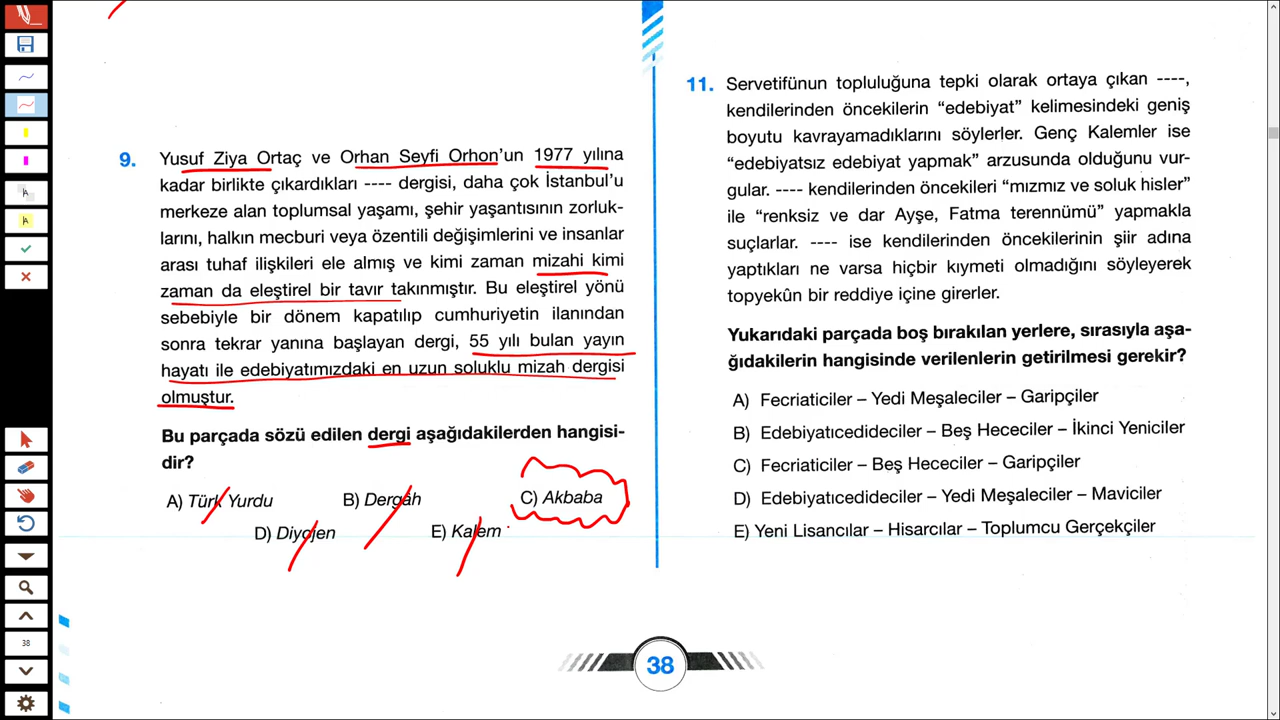 9. Yusuf Ziya Ortaç ve Orhan Seyfi Orhon'un 1977 yılına
kadar birlikte çıkardıkları ---- dergisi, daha çok İstanbul'u
merkeze alan toplumsal yaşamı, şehir yaşantısının zorluk-
larını, halkın mecburi veya özentili değişimlerini ve insanlar
arası tuhaf ilişkileri ele almış ve kimi zaman mizahi kimi
zaman da eleştirel bir tavır takınmıştır. Bu eleştirel yönü
sebebiyle bir dönem kapatılıp cumhuriyetin ilanından
sonra tekrar yanına başlayan dergi, 55 yılı bulan yayın
hayatı ile edebiyatımızdaki en uzun soluklu mizah dergisi
olmuştur.
Bu parçada sözü edilen dergi aşağıdakilerden hangisi-
dir?
A) Türk Yurdu B) Dergâh C) Akbaba
D) Diyojen E) Kalem
11. Servetifünun topluluğuna tepki olarak ortaya çıkan ----,
kendilerinden öncekilerin "edebiyat" kelimesindeki geniş
boyutu kavrayamadıklarını söylerler. Genç Kalemler ise
"edebiyatsız edebiyat yapmak" arzusunda olduğunu vur-
gular. ---- kendilerinden öncekileri "mızmız ve soluk hisler"
ile "renksiz ve dar Ayşe, Fatma terennümü" yapmakla
suçlarlar. ---- ise kendilerinden öncekilerinin şiir adına
yaptıkları ne varsa hiçbir kıymeti olmadığını söyleyerek
topyekûn bir reddiye içine girerler.
Yukarıdaki parçada boş bırakılan yerlere, sırasıyla aşa-
ğıdakilerin hangisinde verilenlerin getirilmesi gerekir?
A) Fecriaticiler – Yedi Meşaleciler – Garipçiler
B) Edebiyatıcedideciler – Beş Hececiler – İkinci Yeniciler
C) Fecriaticiler – Beş Hececiler – Garipçiler
D) Edebiyatıcedideciler – Yedi Meşaleciler – Maviciler
E) Yeni Lisancılar – Hisarcılar – Toplumcu Gerçekçiler
38
38